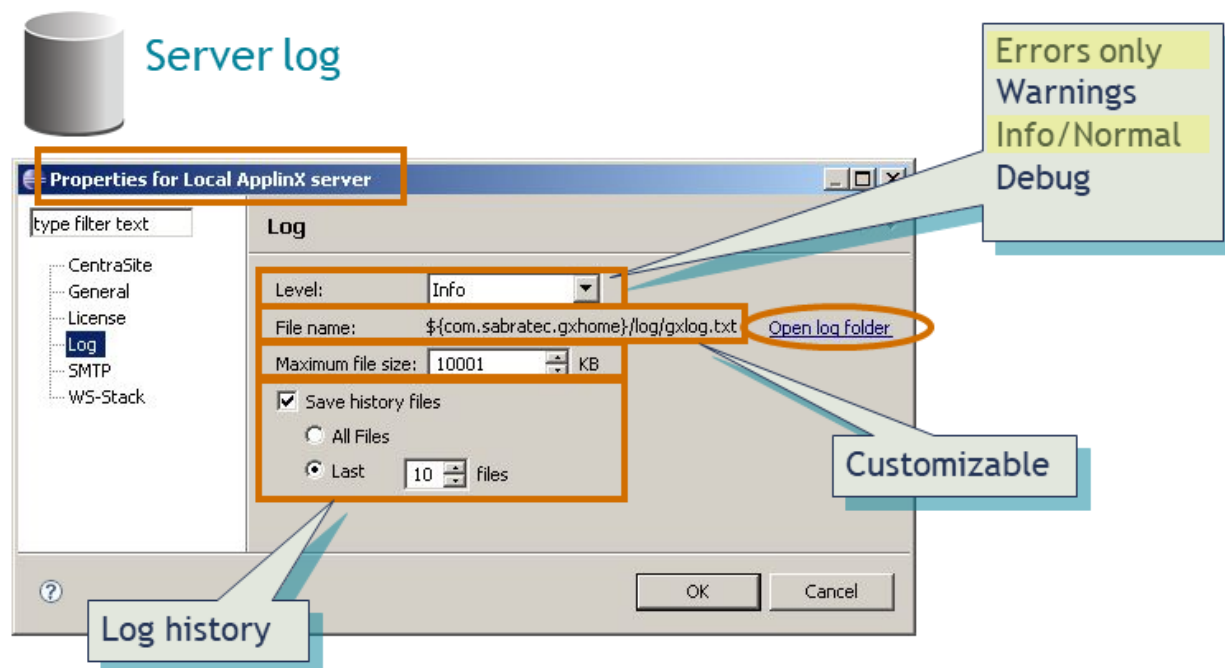 Server log
Errors only
Warnings
Info/Normal
Debug
Properties for Local ApplinX server
type filter text
Log
CentraSite
General
License
Log
SMTP
WS-Stack
Level: Info
File name: ${com.sabratec.gxhome}/log/gxlog.txt Open log folder
Maximum file size: 10001 KB
Save history files
All Files
Last 10 files
Customizable
OK Cancel
Log history